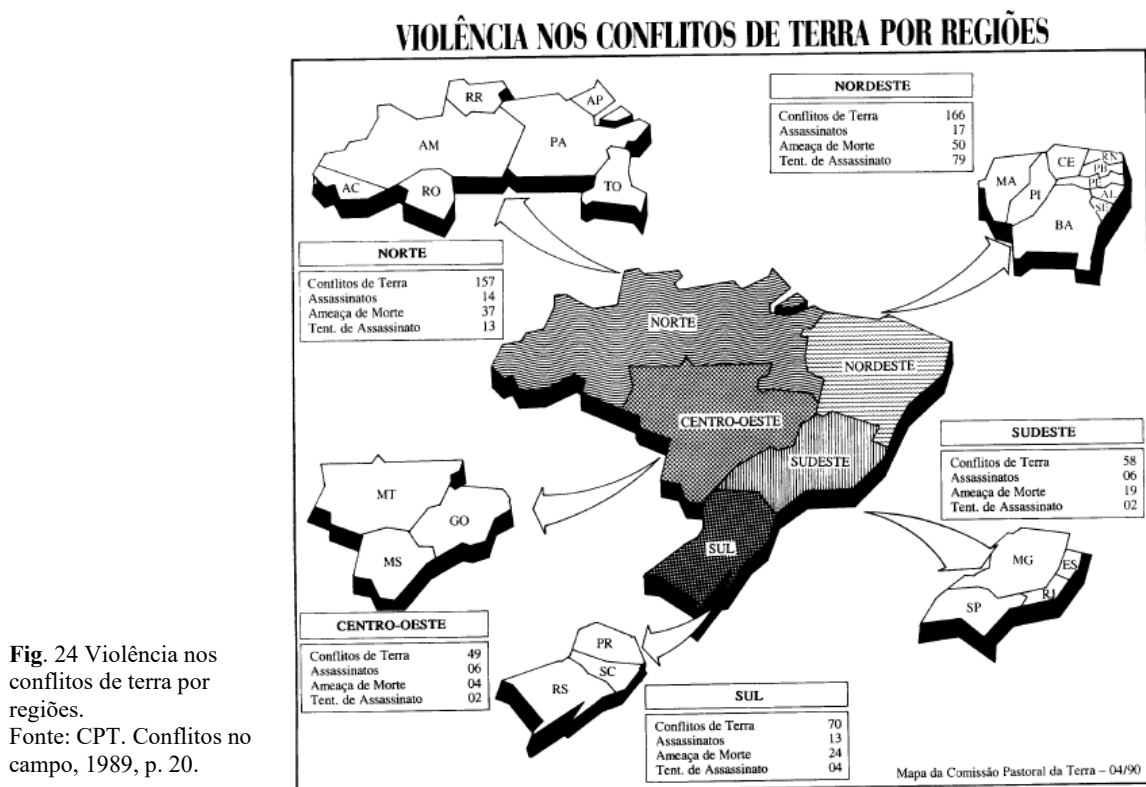 VIOLÊNCIA NOS CONFLITOS DE TERRA POR REGIÕES
RR
AP
AM
PA
AC
RO
TO
NORDESTE
Conflitos de Terra 166
Assassinatos 17
Ameaça de Morte 50
Tent. de Assassinato 79
MA
CE
RN
PB
PI
PE
AL
SE
BA
NORTE
Conflitos de Terra 157
Assassinatos 14
Ameaça de Morte 37
Tent. de Assassinato 13
NORTE
NORDESTE
CENTRO-OESTE
SUDESTE
SUL
SUDESTE
Conflitos de Terra 58
Assassinatos 06
Ameaça de Morte 19
Tent. de Assassinato 02
MT
GO
MS
MG
ES
SP
RJ
CENTRO-OESTE
Conflitos de Terra 49
Assassinatos 06
Ameaça de Morte 04
Tent. de Assassinato 02
PR
SC
RS
SUL
Conflitos de Terra 70
Assassinatos 13
Ameaça de Morte 24
Tent. de Assassinato 04
Mapa da Comissão Pastoral da Terra – 04/90
Fig. 24 Violência nos
conflitos de terra por
regiões.
Fonte: CPT. Conflitos no
campo, 1989, p. 20.